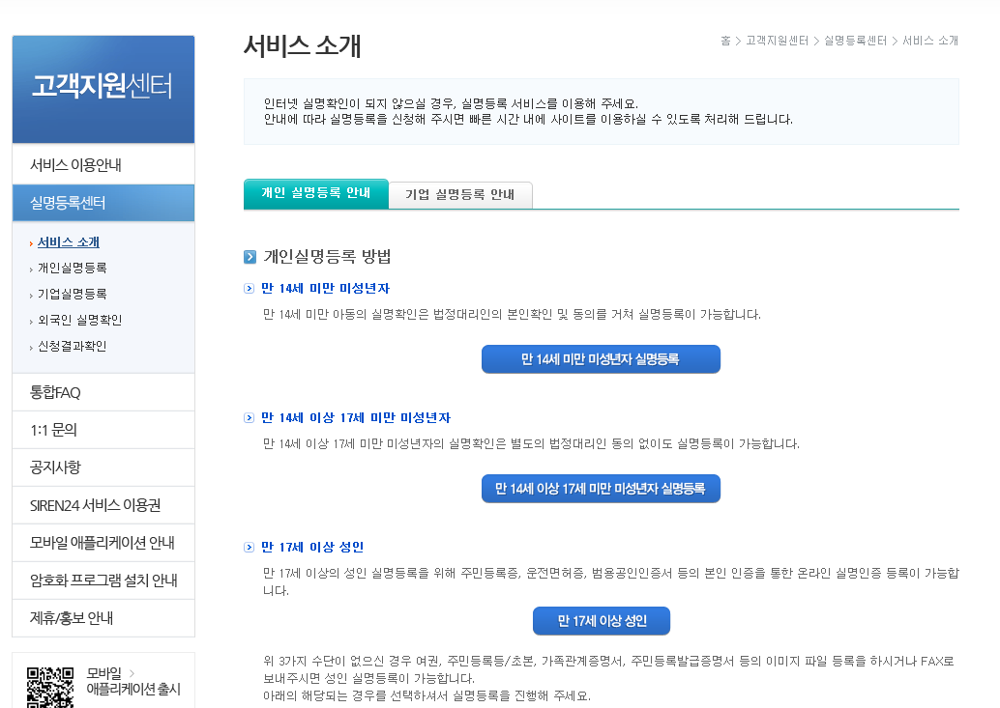 고객지원센터
서비스 이용안내
실명등록센터
서비스 소개
개인실명등록
기업실명등록
외국인 실명확인
신청결과확인
통합FAQ
1:1 문의
공지사항
SIREN24 서비스 이용권
모바일 애플리케이션 안내
암호화 프로그램 설치 안내
제휴/홍보 안내
모바일
애플리케이션 출시
서비스 소개
홈 > 고객지원센터 > 실명등록센터 > 서비스 소개
인터넷 실명확인이 되지 않으실 경우, 실명등록 서비스를 이용해 주세요.
안내에 따라 실명등록을 신청해 주시면 빠른 시간 내에 사이트를 이용하실 수 있도록 처리해 드립니다.
개인 실명등록 안내
기업 실명등록 안내
개인실명등록 방법
만 14세 미만 미성년자
만 14세 미만 아동의 실명확인은 법정대리인의 본인확인 및 동의를 거쳐 실명등록이 가능합니다.
만 14세 미만 미성년자 실명등록
만 14세 이상 17세 미만 미성년자
만 14세 이상 17세 미만 미성년자의 실명확인은 별도의 법정대리인 동의 없이도 실명등록이 가능합니다.
만 14세 이상 17세 미만 미성년자 실명등록
만 17세 이상 성인
만 17세 이상의 성인 실명등록을 위해 주민등록증, 운전면허증, 범용공인인증서 등의 본인 인증을 통한 온라인 실명인증 등록이 가능합
니다.
만 17세 이상 성인
위 3가지 수단이 없으신 경우 여권, 주민등록등/초본, 가족관계증명서, 주민등록발급증명서 등의 이미지 파일 등록을 하시거나 FAX로
보내주시면 성인 실명등록이 가능합니다.
아래의 해당되는 경우를 선택하셔서 실명등록을 진행해 주세요.